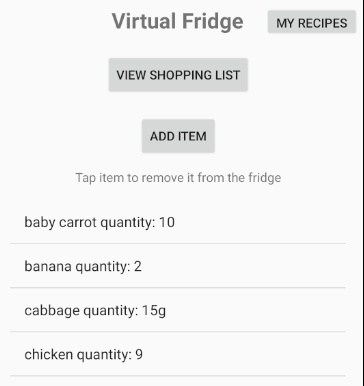 Virtual Fridge
MY RECIPES
VIEW SHOPPING LIST
ADD ITEM
Tap item to remove it from the fridge
baby carrot quantity: 10
banana quantity: 2
cabbage quantity: 15g
chicken quantity: 9